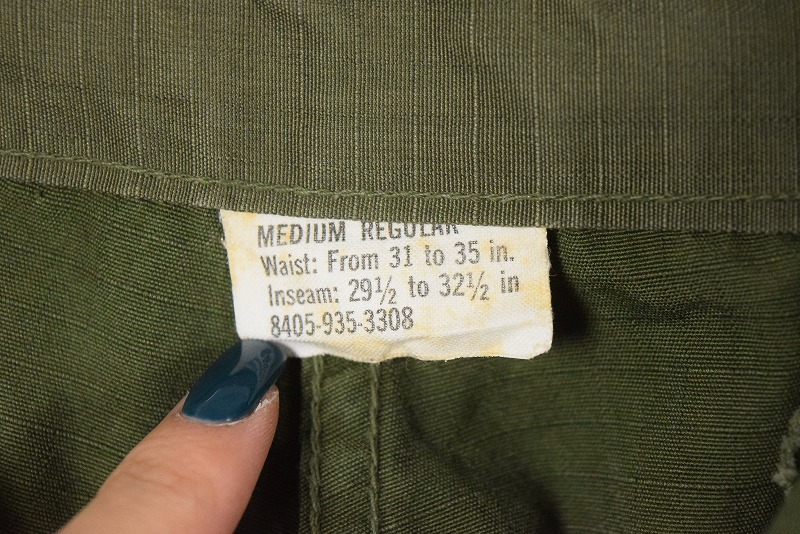 MEDIUM REGULAR
Waist: From 31 to 35 in.
Inseam: 29½ to 32½ in
8405-935-3308